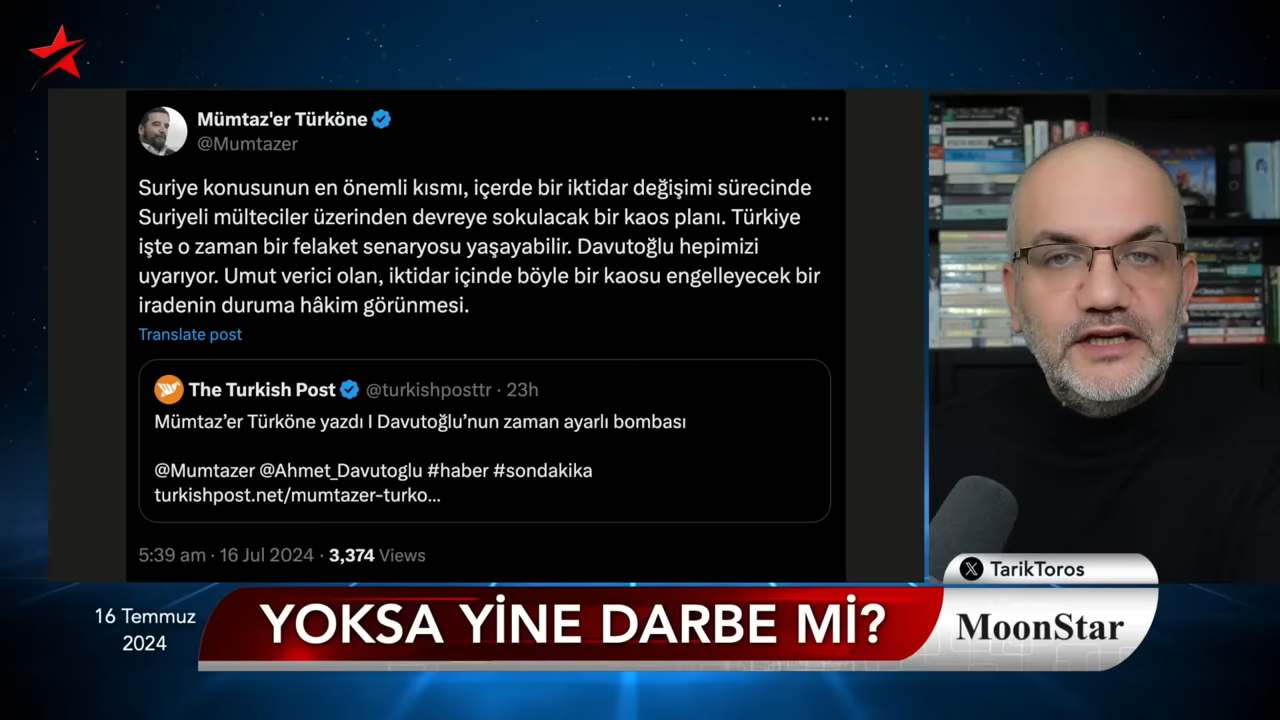 Mümtaz'er Türköne
@Mumtazer
Suriye konusunun en önemli kısmı, içerde bir iktidar değişimi sürecinde
Suriyeli mülteciler üzerinden devreye sokulacak bir kaos planı. Türkiye
işte o zaman bir felaket senaryosu yaşayabilir. Davutoğlu hepimizi
uyarıyor. Umut verici olan, iktidar içinde böyle bir kaosu engelleyecek bir
iradenin duruma hâkim görünmesi.
Translate post
The Turkish Post @turkishposttr · 23h
Mümtaz’er Türköne yazdı I Davutoğlu’nun zaman ayarlı bombası
@Mumtazer @Ahmet_Davutoglu #haber #sondakika
turkishpost.net/mumtazer-turko...
5:39 am · 16 Jul 2024 · 3,374 Views
TarikToros
16 Temmuz
2024
YOKSA YİNE DARBE Mİ?
MoonStar